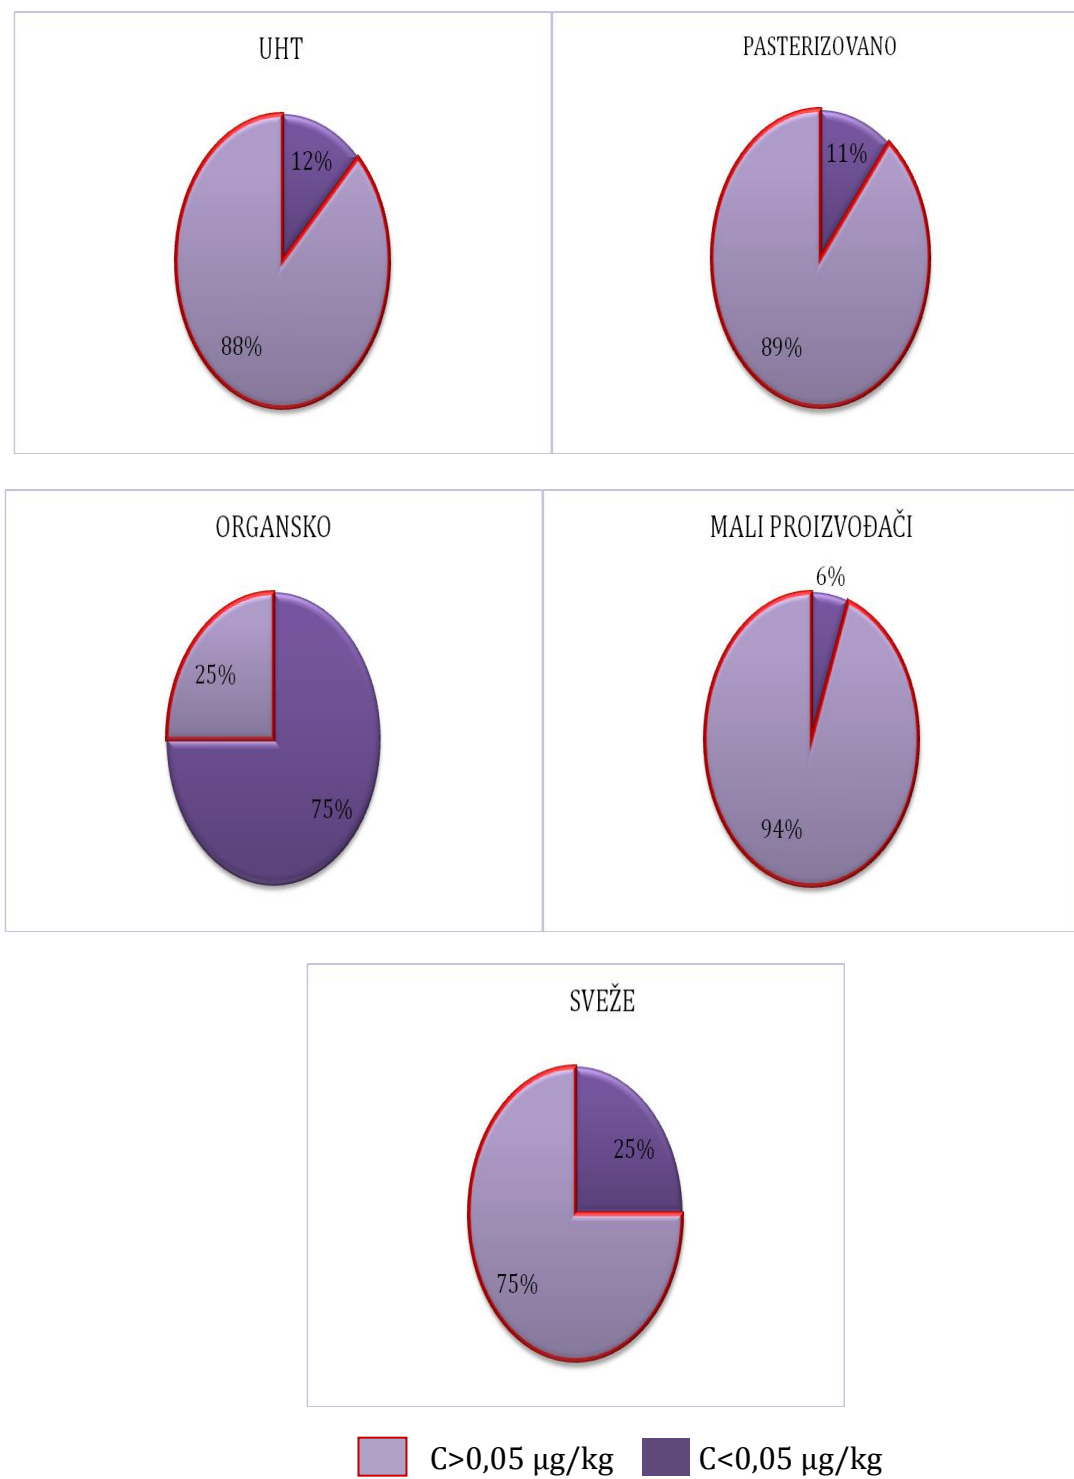 UHT
12%
88%
PASTERIZOVANO
11%
89%
ORGANSKO
25%
75%
MALI PROIZVOĐAČI
6%
94%
SVEŽE
25%
75%
C>0,05 µg/kg C<0,05 µg/kg